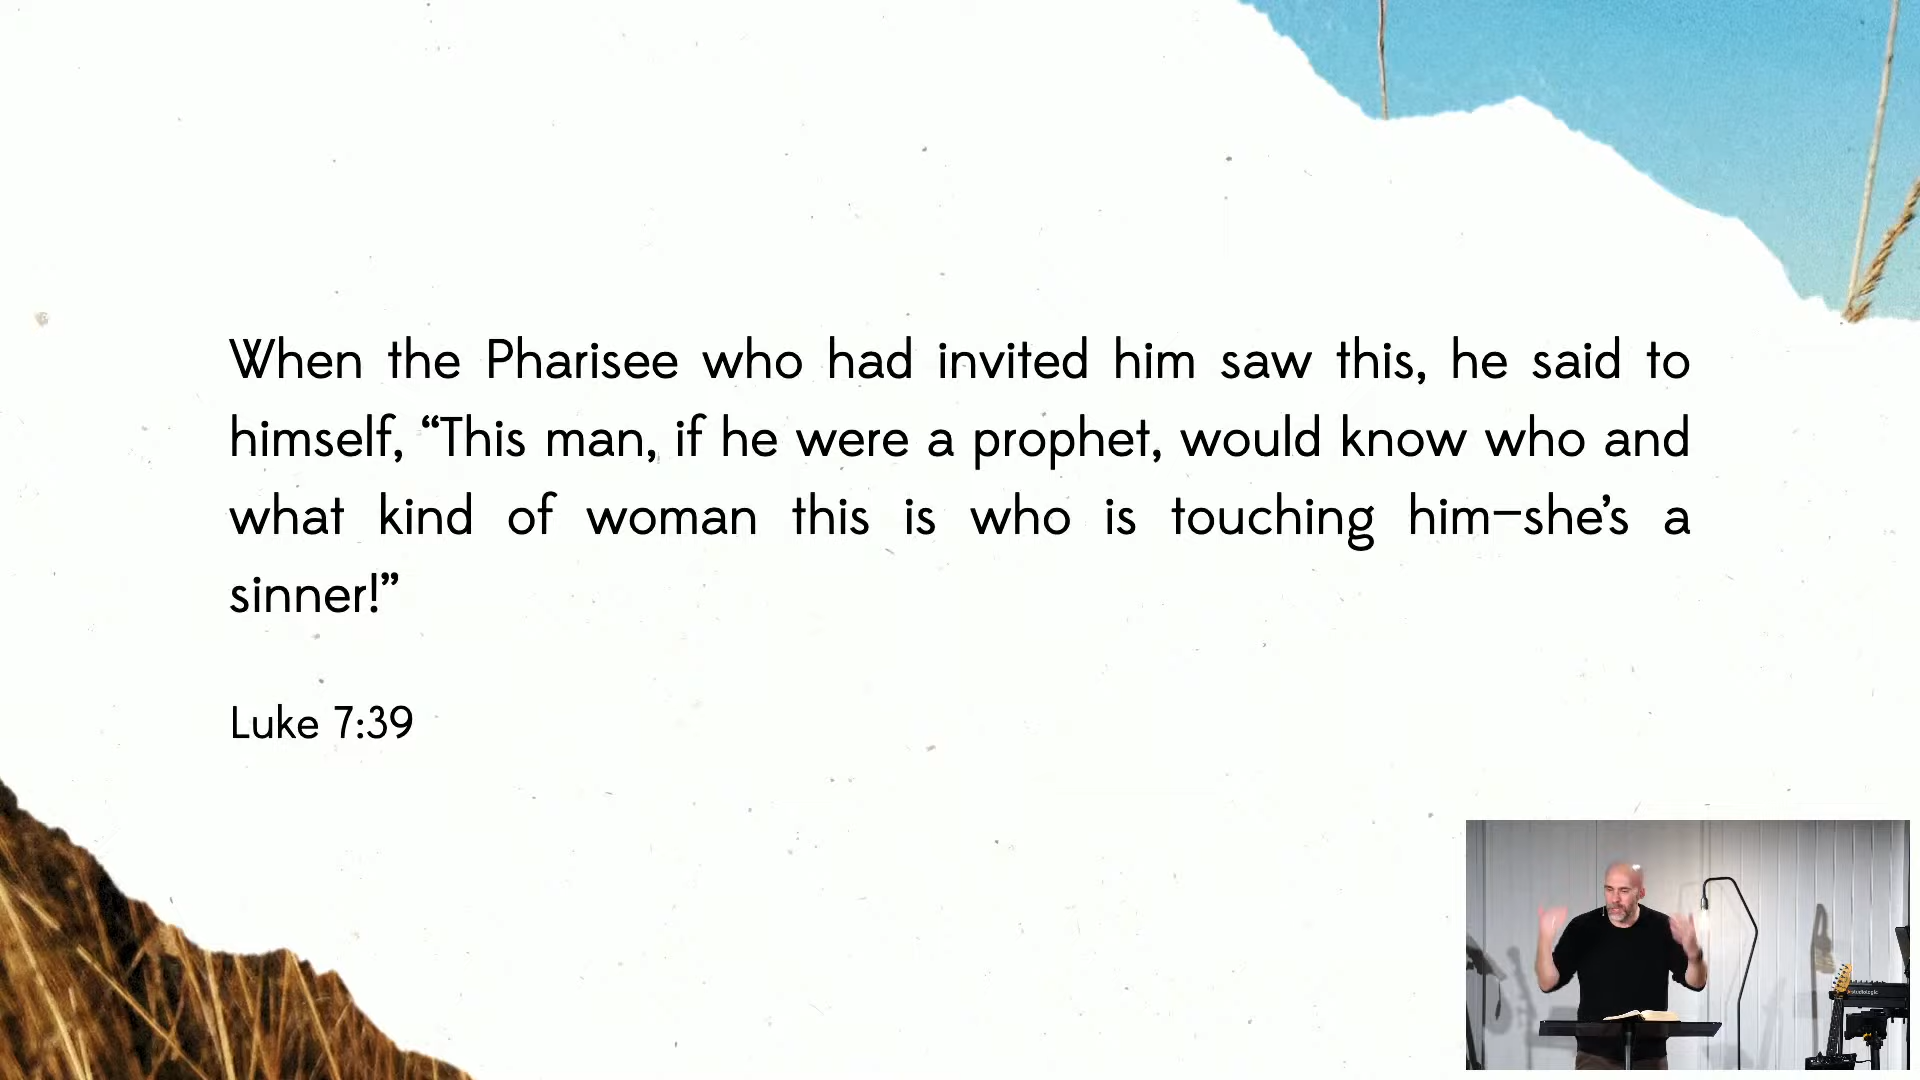 When the Pharisee who had invited him saw this, he said to
himself, “This man, if he were a prophet, would know who and
what kind of woman this is who is touching him—she’s a
sinner!”
Luke 7:39
studiologic